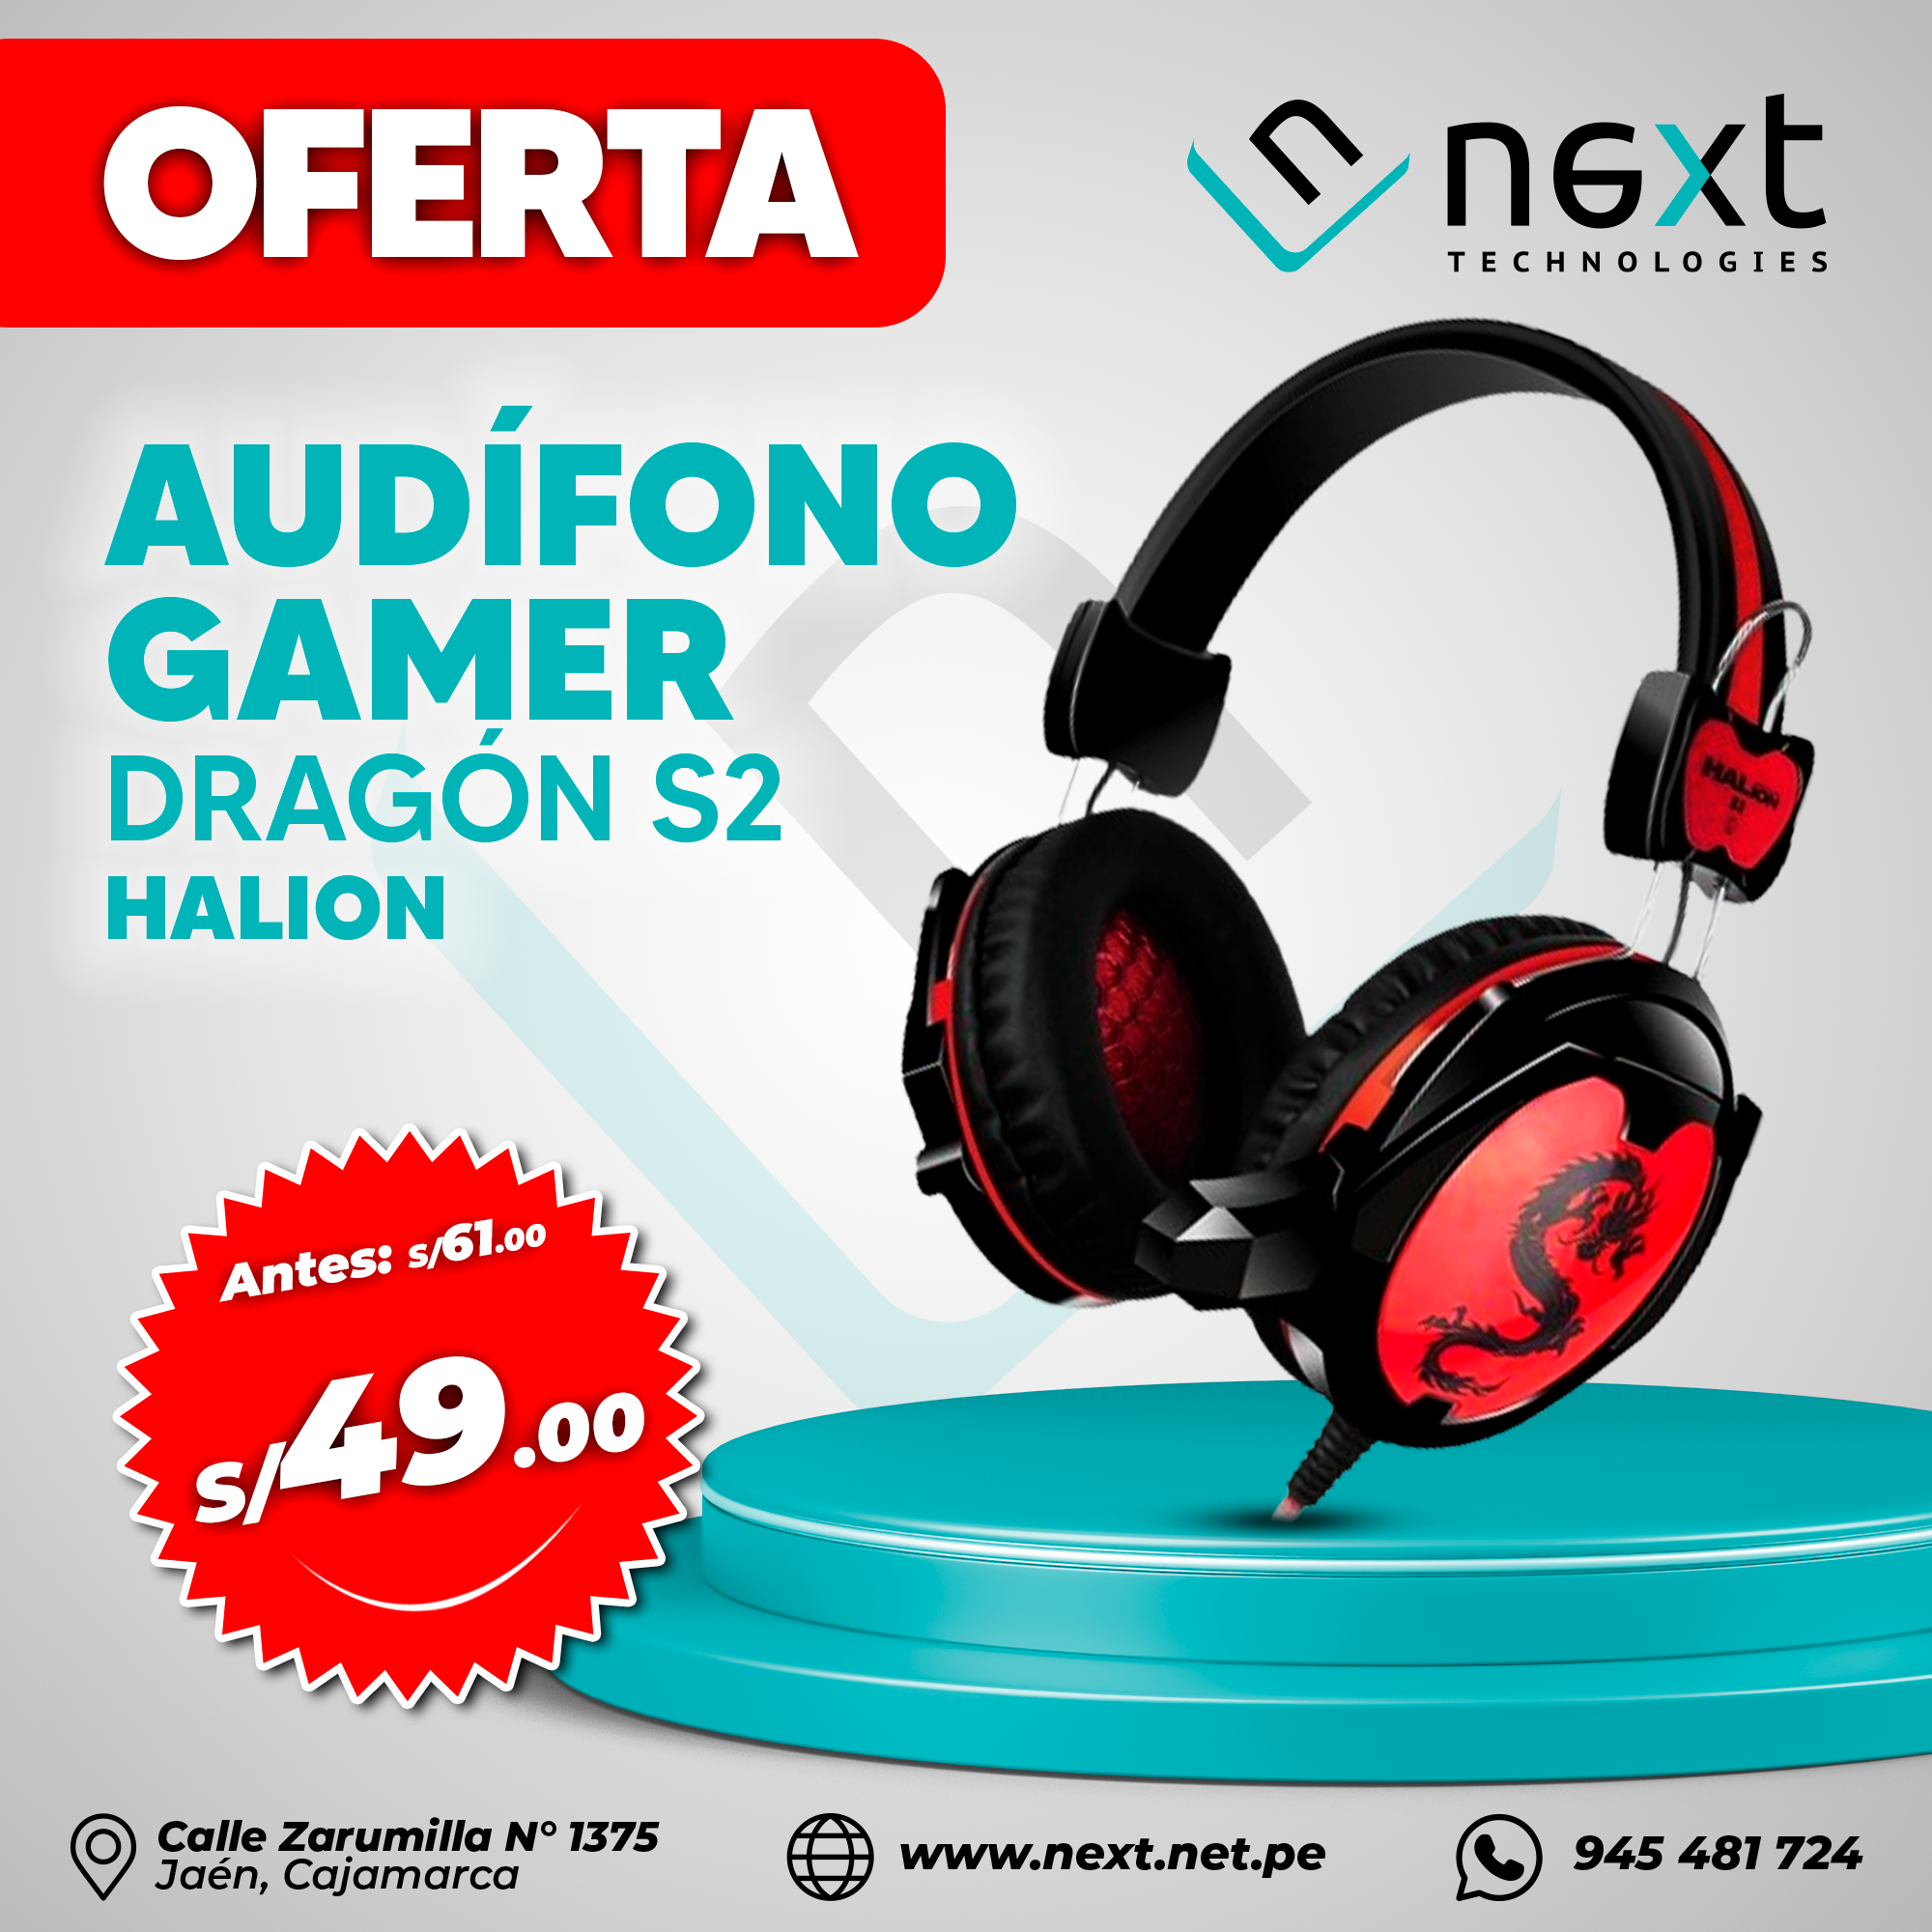 OFERTA
next
TECHNOLOGIES
AUDÍFONO
GAMER
DRAGÓN S2
HALION
HALION
S2
Antes: S/61.00
S/49.00
Calle Zarumilla N° 1375
Jaén, Cajamarca
www.next.net.pe
945 481 724